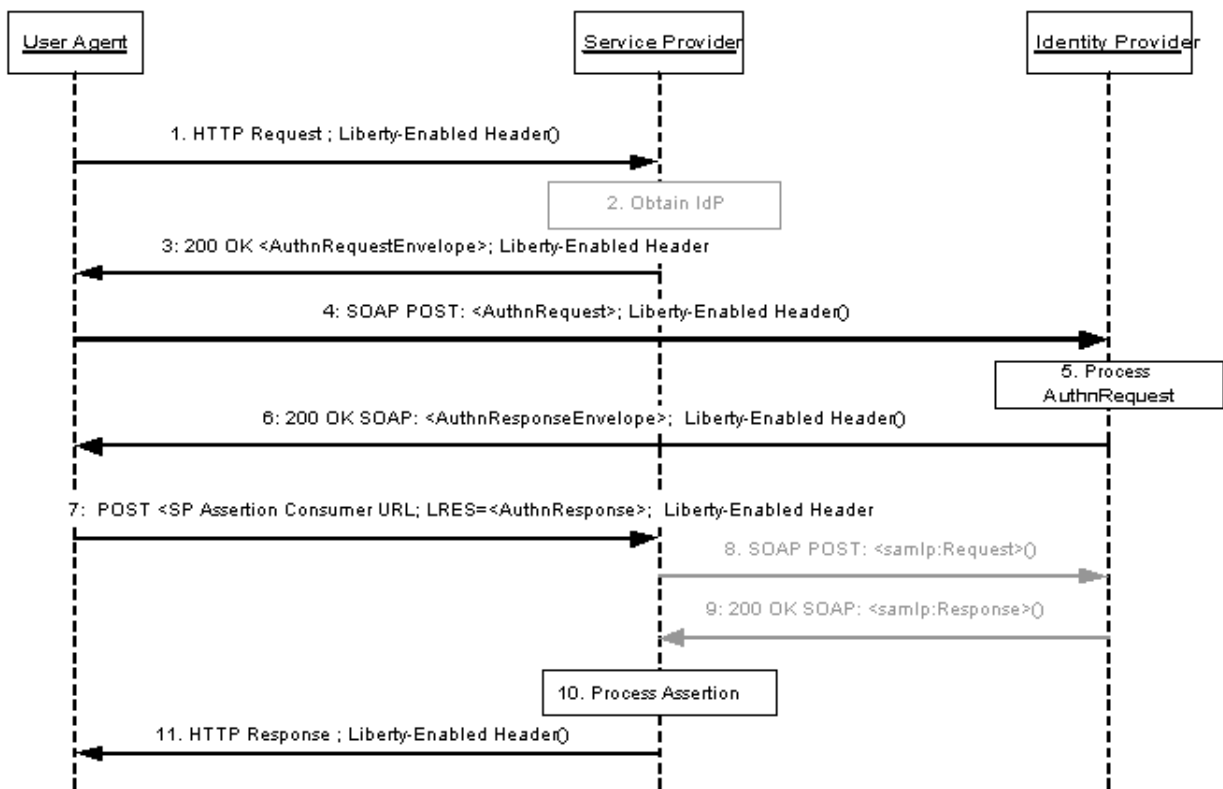 User Agent
Service Provider
Identity Provider
1. HTTP Request ; Liberty-Enabled Header()
2. Obtain IdP
3: 200 OK <AuthnRequestEnvelope>; Liberty-Enabled Header
4: SOAP POST: <AuthnRequest>; Liberty-Enabled Header()
5. Process
AuthnRequest
6: 200 OK SOAP: <AuthnResponseEnvelope>; Liberty-Enabled Header()
7: POST <SP Assertion Consumer URL; LRES=<AuthnResponse>; Liberty-Enabled Header
8. SOAP POST: <samlp:Request>()
9: 200 OK SOAP: <samlp:Response>()
10. Process Assertion
11. HTTP Response ; Liberty-Enabled Header()